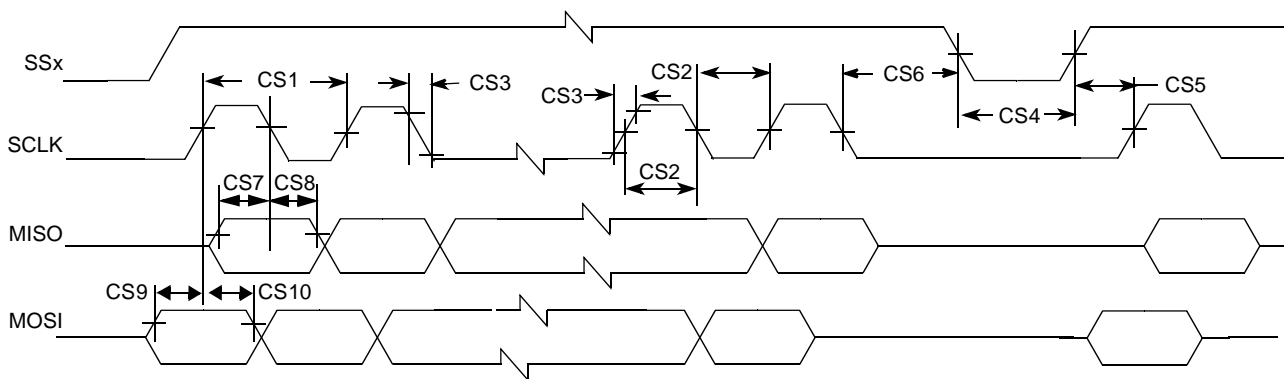 SSx
CS1
CS3
CS3
CS2
CS6
CS4
CS5
SCLK
CS2
CS7
CS8
MISO
CS9
CS10
MOSI